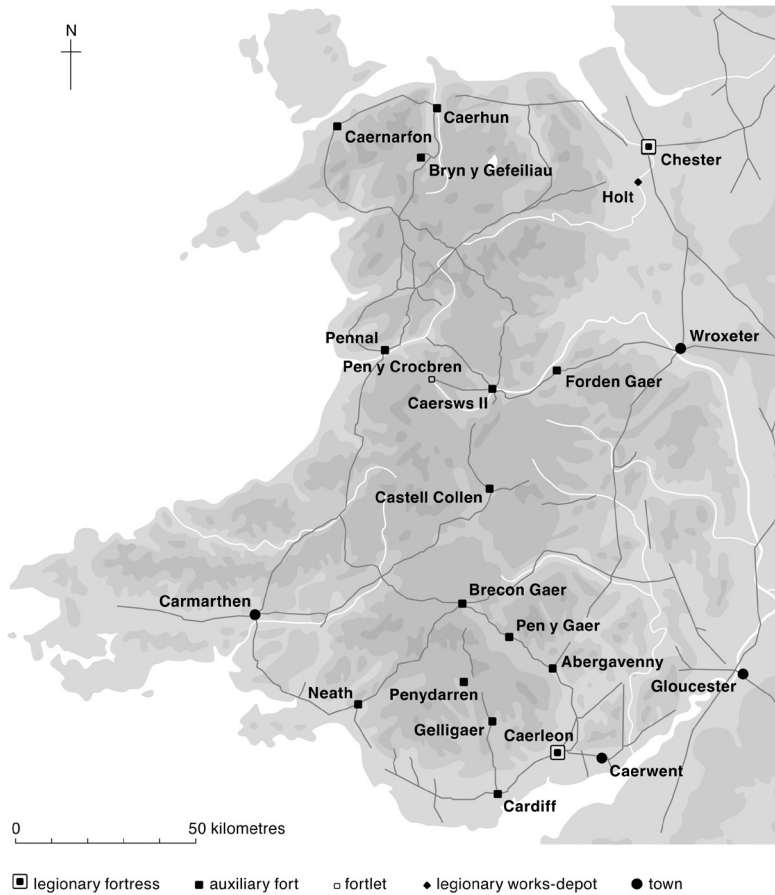 N
Caerhun
Caernarfon
Chester
Bryn y Gefeiliau
Holt
Pennal
Wroxeter
Pen y Crocbren
Forden Gaer
Caersws II
Castell Collen
Brecon Gaer
Carmarthen
Pen y Gaer
Abergavenny
Gloucester
Neath
Penydarren
Gelligaer
Caerleon
Caerwent
Cardiff
0 50 kilometres
legionary fortress auxiliary fort fortlet legionary works-depot town